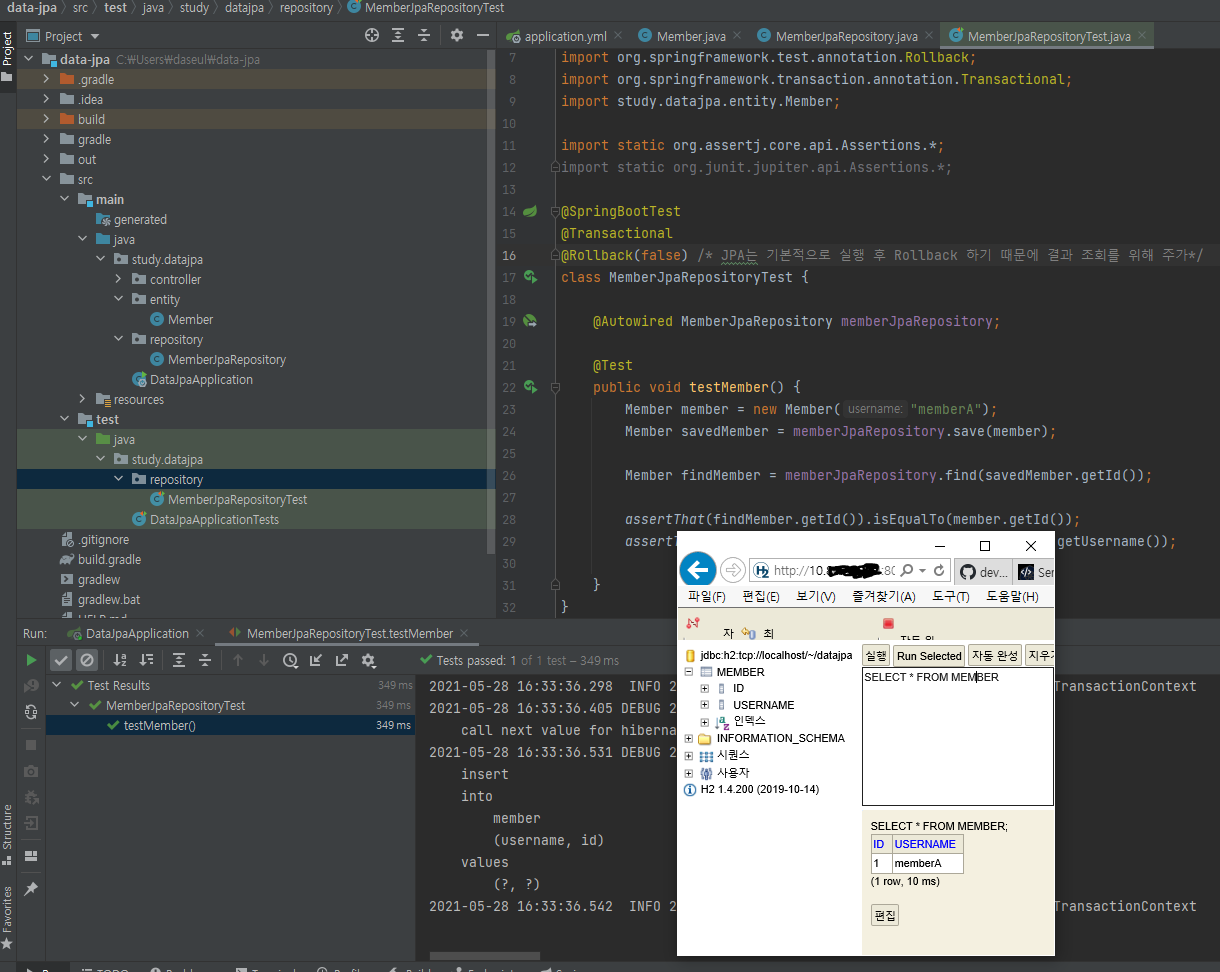 data-jpa src test java study datajpa repository MemberJpaRepositoryTest
Project
Project
data-jpa C:₩Users₩daseul₩data-jpa
.gradle
.idea
build
gradle
out
src
main
generated
java
study.datajpa
controller
entity
Member
repository
MemberJpaRepository
DataJpaApplication
resources
test
java
study.datajpa
repository
MemberJpaRepositoryTest
DataJpaApplicationTests
.gitignore
build.gradle
gradlew
gradlew.bat
application.yml Member.java MemberJpaRepository.java MemberJpaRepositoryTest.java
7 import org.springframework.test.annotation.Rollback;
8 import org.springframework.transaction.annotation.Transactional;
9 import study.datajpa.entity.Member;
10
11 import static org.assertj.core.api.Assertions.*;
12 import static org.junit.jupiter.api.Assertions.*;
13
14 @SpringBootTest
15 @Transactional
16 @Rollback(false) /* JPA는 기본적으로 실행 후 Rollback 하기 때문에 결과 조회를 위해 추가*/
17 class MemberJpaRepositoryTest {
18
19 @Autowired MemberJpaRepository memberJpaRepository;
20
21 @Test
22 public void testMember() {
23 Member member = new Member( username: "memberA");
24 Member savedMember = memberJpaRepository.save(member);
25
26 Member findMember = memberJpaRepository.find(savedMember.getId());
27
28 assertThat(findMember.getId()).isEqualTo(member.getId());
29 getUsername());
30
31 }
32 }
Run: DataJpaApplication MemberJpaRepositoryTest.testMember
Tests passed: 1 of 1 test – 349 ms
Test Results 349 ms
MemberJpaRepositoryTest 349 ms
testMember() 349 ms
2021-05-28 16:33:36.298 INFO 2 TransactionContext
2021-05-28 16:33:36.405 DEBUG 2
call next value for hiberna
2021-05-28 16:33:36.531 DEBUG 2
insert
into
member
(username, id)
values
(?, ?)
2021-05-28 16:33:36.542 INFO 2 TransactionContext
Structure
Favorites
http://10. :80 dev... Ser
파일(F) 편집(E) 보기(V) 즐겨찾기(A) 도구(T) 도움말(H)
자 최
jdbc:h2:tcp://localhost/~/datajpa
MEMBER
ID
USERNAME
인덱스
INFORMATION_SCHEMA
시퀀스
사용자
H2 1.4.200 (2019-10-14)
실행 Run Selected 자동 완성 지우기
SELECT * FROM MEMBER
SELECT * FROM MEMBER;
ID USERNAME
1 memberA
(1 row, 10 ms)
편집